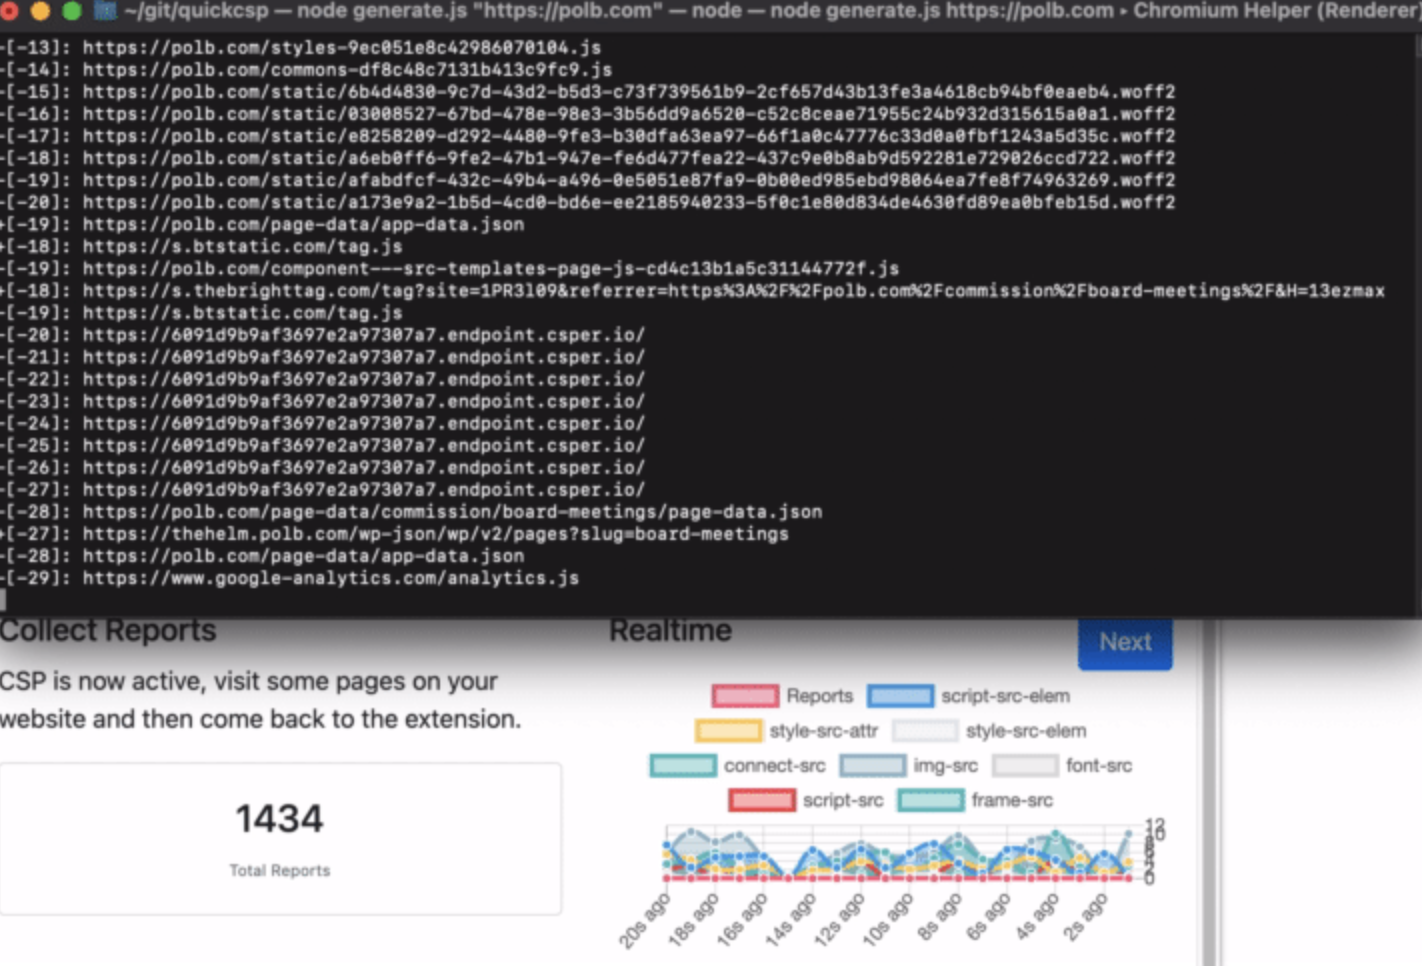 ~/git/quickcsp — node generate.js "https://polb.com" — node — node generate.js https://polb.com ▸ Chromium Helper (Renderer)
-[-13]: https://polb.com/styles-9ec051e8c42986070104.js
-[-14]: https://polb.com/commons-df8c48c7131b413c9fc9.js
-[-15]: https://polb.com/static/6b4d4830-9c7d-43d2-b5d3-c73f739561b9-2cf657d43b13fe3a4618cb94bf0eaeb4.woff2
-[-16]: https://polb.com/static/03008527-67bd-478e-98e3-3b56dd9a6520-c52c8ceae71955c24b932d315615a0a1.woff2
-[-17]: https://polb.com/static/e8258209-d292-4480-9fe3-b30dfa63ea97-66f1a0c47776c33d0a0fbf1243a5d35c.woff2
-[-18]: https://polb.com/static/a6eb0ff6-9fe2-47b1-947e-fe6d477fea22-437c9e0b8ab9d592281e729026ccd722.woff2
-[-19]: https://polb.com/static/afabdfcf-432c-49b4-a496-0e5051e87fa9-0b00ed985ebd98064ea7fe8f74963269.woff2
-[-20]: https://polb.com/static/a173e9a2-1b5d-4cd0-bd6e-ee2185940233-5f0c1e80d834de4630fd89ea0bfeb15d.woff2
+[-19]: https://polb.com/page-data/app-data.json
+[-18]: https://s.btstatic.com/tag.js
-[-19]: https://polb.com/component---src-templates-page-js-cd4c13b1a5c31144772f.js
+[-18]: https://s.thebrighttag.com/tag?site=1PR3l09&referrer=https%3A%2F%2Fpolb.com%2Fcommission%2Fboard-meetings%2F&H=13ezmax
-[-19]: https://s.btstatic.com/tag.js
-[-20]: https://6091d9b9af3697e2a97307a7.endpoint.csper.io/
-[-21]: https://6091d9b9af3697e2a97307a7.endpoint.csper.io/
-[-22]: https://6091d9b9af3697e2a97307a7.endpoint.csper.io/
-[-23]: https://6091d9b9af3697e2a97307a7.endpoint.csper.io/
-[-24]: https://6091d9b9af3697e2a97307a7.endpoint.csper.io/
-[-25]: https://6091d9b9af3697e2a97307a7.endpoint.csper.io/
-[-26]: https://6091d9b9af3697e2a97307a7.endpoint.csper.io/
-[-27]: https://6091d9b9af3697e2a97307a7.endpoint.csper.io/
-[-28]: https://polb.com/page-data/commission/board-meetings/page-data.json
+[-27]: https://thehelm.polb.com/wp-json/wp/v2/pages?slug=board-meetings
-[-28]: https://polb.com/page-data/app-data.json
-[-29]: https://www.google-analytics.com/analytics.js
Collect Reports
CSP is now active, visit some pages on your
website and then come back to the extension.
1434
Total Reports
Realtime
Next
Reports script-src-elem
style-src-attr style-src-elem
connect-src img-src font-src
script-src frame-src
12
10
0
20s ago 18s ago 16s ago 14s ago 12s ago 10s ago 8s ago 6s ago 4s ago 2s ago